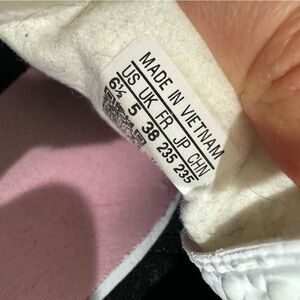 MADE IN VIETNAM
US UK FR JP CHN
6½ 5 38 235 235